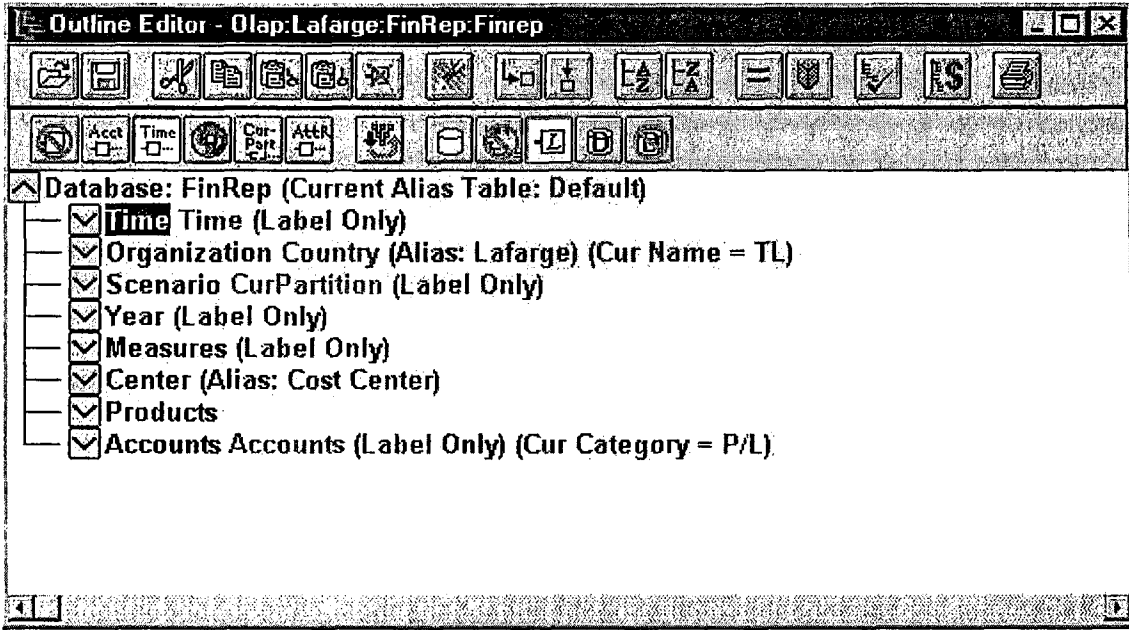 Outline Editor - Olap:Lafarge:FinRep:Finrep
Acct Time Cur-Part Attr
Database: FinRep (Current Alias Table: Default)
Time Time (Label Only)
Organization Country (Alias: Lafarge) (Cur Name = TL)
Scenario CurPartition (Label Only)
Year (Label Only)
Measures (Label Only)
Center (Alias: Cost Center)
Products
Accounts Accounts (Label Only) (Cur Category = P/L)